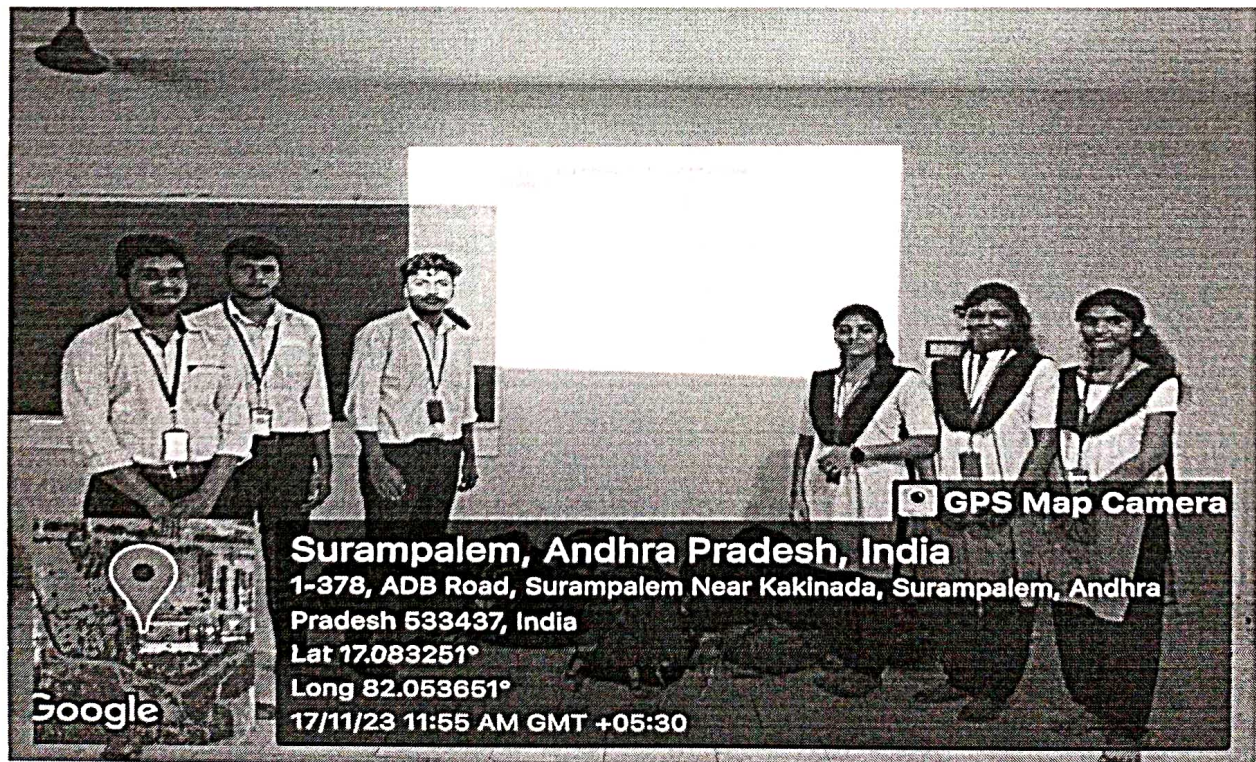 GPS Map Camera
Surampalem, Andhra Pradesh, India
1-378, ADB Road, Surampalem Near Kakinada, Surampalem, Andhra
Pradesh 533437, India
Lat 17.083251°
Long 82.053651°
17/11/23 11:55 AM GMT +05:30
Google